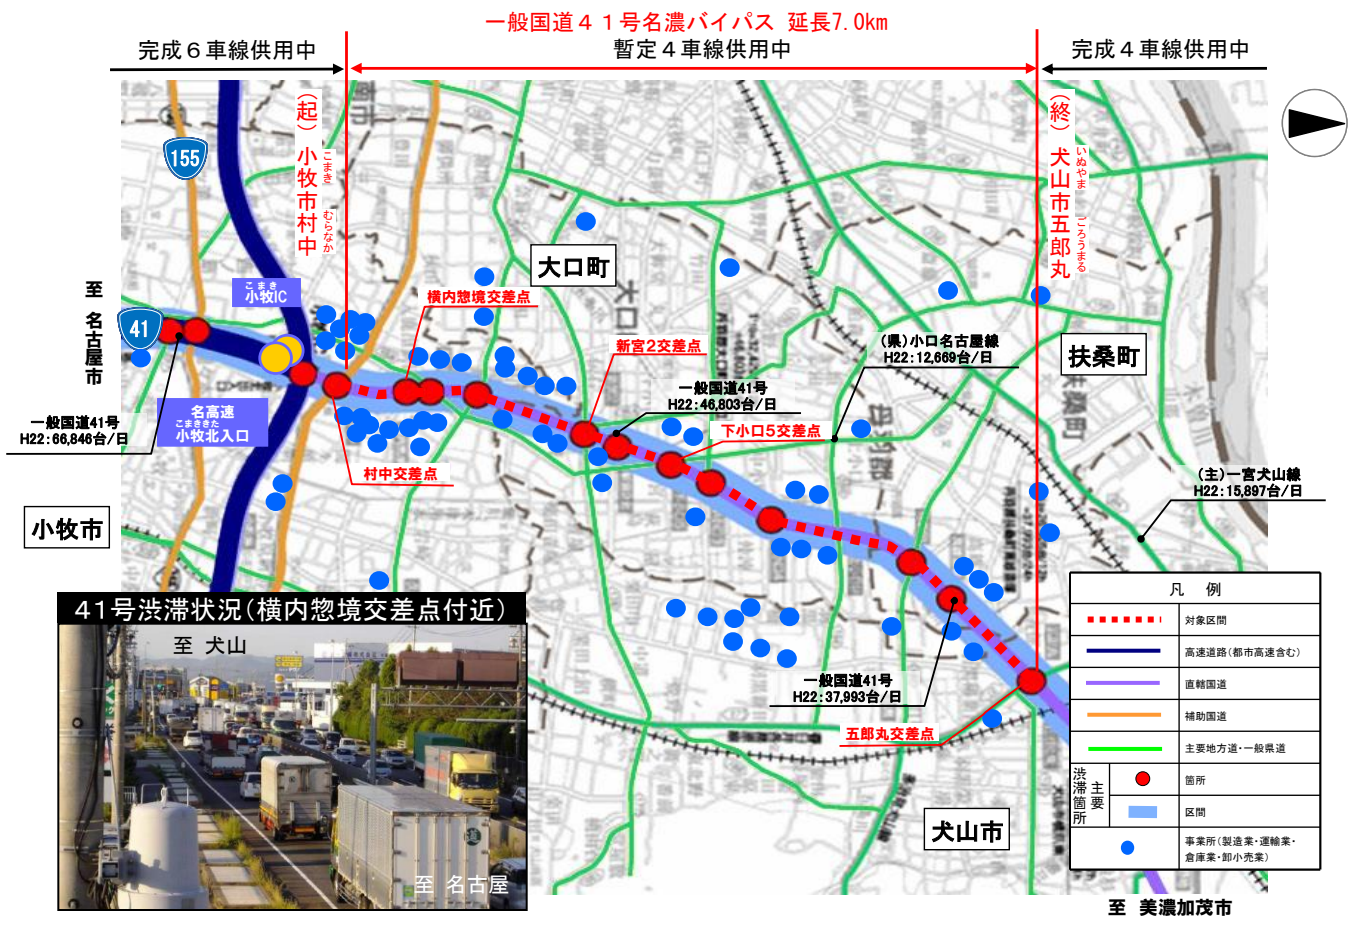 一般国道４１号名濃バイパス 延長7.0km
完成６車線供用中
暫定４車線供用中
完成４車線供用中
（起）小牧市村中
こまき
むらなか
（終）犬山市五郎丸
いぬやま
ごろうまる
155
大口町
こまき
小牧IC
横内惣境交差点
至 名古屋市
41
新宮2交差点
(県)小口名古屋線
H22:12,669台/日
扶桑町
一般国道41号
H22:46,803台/日
名高速
こまききた
小牧北入口
一般国道41号
H22:66,846台/日
下小口5交差点
村中交差点
(主)一宮犬山線
H22:15,897台/日
小牧市
41号渋滞状況(横内惣境交差点付近)
至 犬山
至 名古屋
一般国道41号
H22:37,993台/日
五郎丸交差点
犬山市
凡 例
対象区間
高速道路(都市高速含む)
直轄国道
補助国道
主要地方道・一般県道
主要渋滞箇所
箇所
区間
事業所(製造業・運輸業・
倉庫業・卸小売業)
至 美濃加茂市